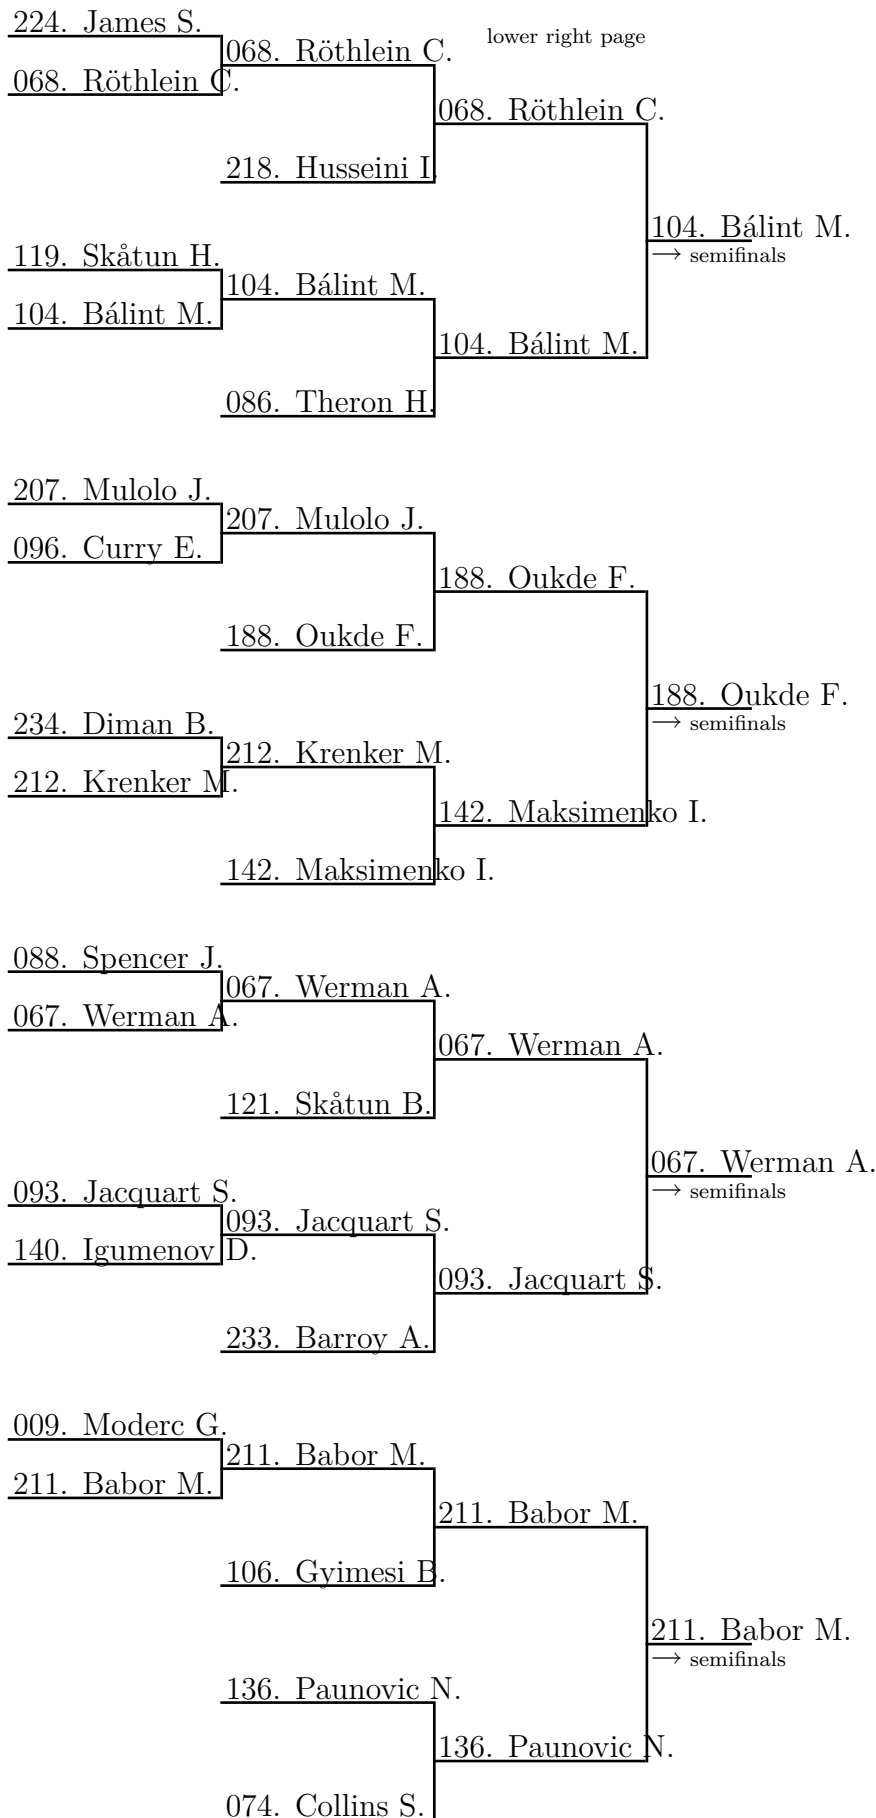 224. James S.
068. Röthlein C.
lower right page
068. Röthlein C.
068. Röthlein C.
218. Husseini I.
104. Bálint M.
→ semifinals
119. Skåtun H.
104. Bálint M.
104. Bálint M.
104. Bálint M.
086. Theron H.
207. Mulolo J.
207. Mulolo J.
096. Curry E.
188. Oukde F.
188. Oukde F.
188. Oukde F.
→ semifinals
234. Diman B.
212. Krenker M.
212. Krenker M.
142. Maksimenko I.
142. Maksimenko I.
088. Spencer J.
067. Werman A.
067. Werman A.
067. Werman A.
121. Skåtun B.
067. Werman A.
→ semifinals
093. Jacquart S.
093. Jacquart S.
140. Igumenov D.
093. Jacquart S.
233. Barroy A.
009. Moderc G.
211. Babor M.
211. Babor M.
211. Babor M.
106. Gyimesi B.
211. Babor M.
→ semifinals
136. Paunovic N.
136. Paunovic N.
074. Collins S.